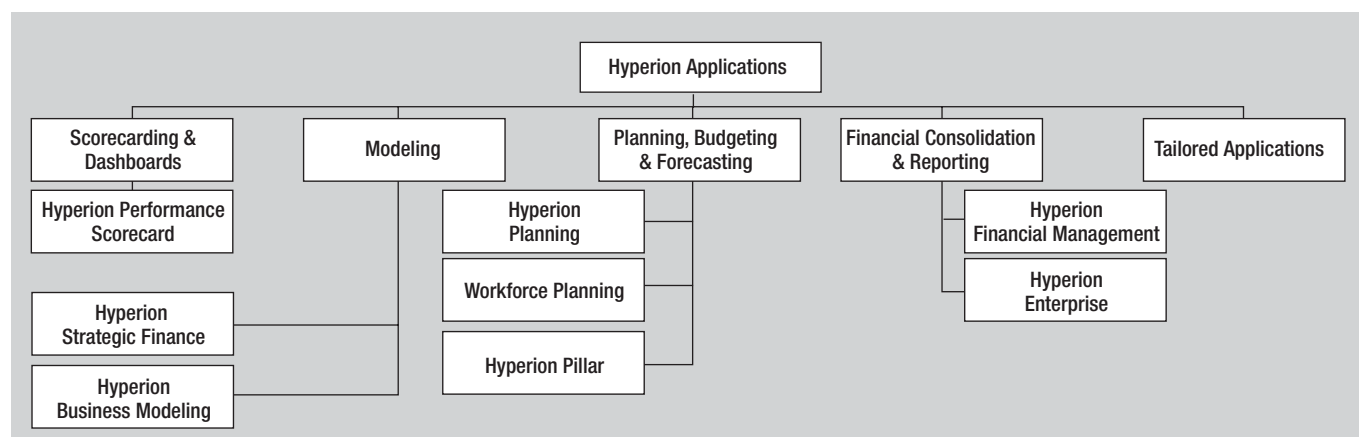 Hyperion Applications
Scorecarding &
Dashboards
Modeling
Planning, Budgeting
& Forecasting
Financial Consolidation
& Reporting
Tailored Applications
Hyperion Performance
Scorecard
Hyperion
Strategic Finance
Hyperion
Business Modeling
Hyperion
Planning
Workforce Planning
Hyperion Pillar
Hyperion
Financial Management
Hyperion
Enterprise